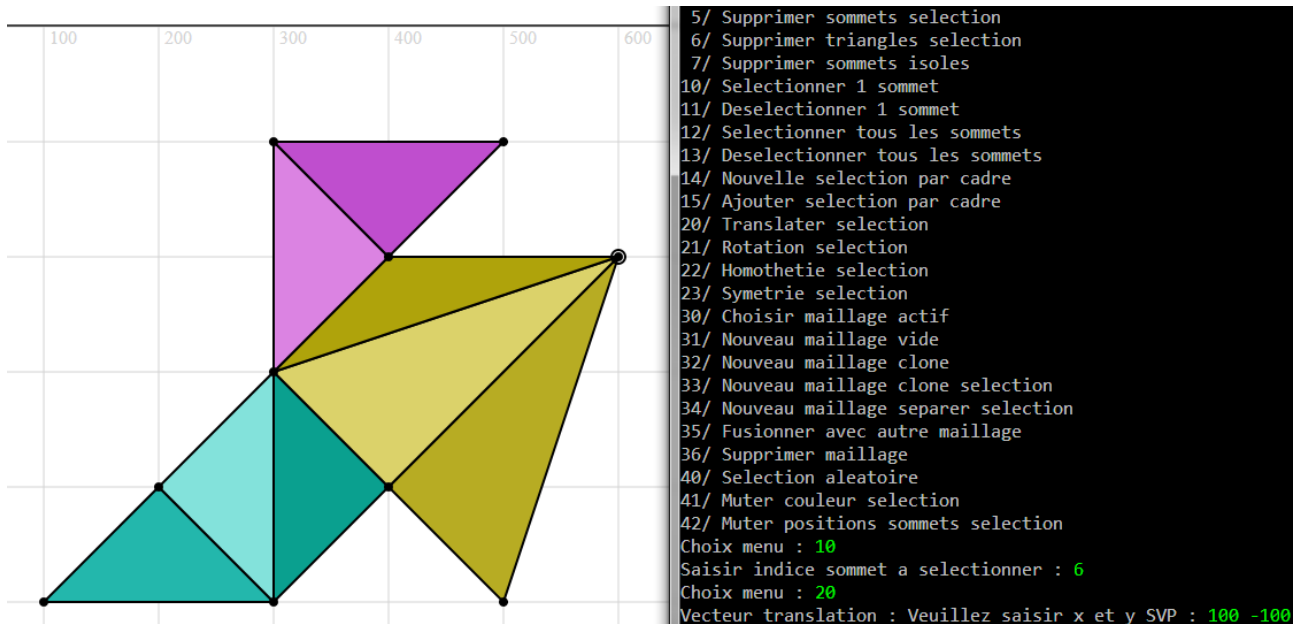 100 200 300 400 500 600
5/ Supprimer sommets selection
6/ Supprimer triangles selection
7/ Supprimer sommets isoles
10/ Selectionner 1 sommet
11/ Deselectionner 1 sommet
12/ Selectionner tous les sommets
13/ Deselectionner tous les sommets
14/ Nouvelle selection par cadre
15/ Ajouter selection par cadre
20/ Translater selection
21/ Rotation selection
22/ Homothetie selection
23/ Symetrie selection
30/ Choisir maillage actif
31/ Nouveau maillage vide
32/ Nouveau maillage clone
33/ Nouveau maillage clone selection
34/ Nouveau maillage separer selection
35/ Fusionner avec autre maillage
36/ Supprimer maillage
40/ Selection aleatoire
41/ Muter couleur selection
42/ Muter positions sommets selection
Choix menu : 10
Saisir indice sommet a selectionner : 6
Choix menu : 20
Vecteur translation : Veuillez saisir x et y SVP : 100 -100